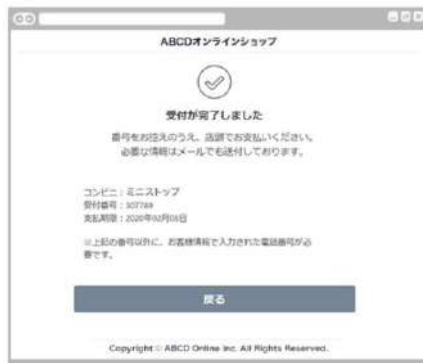 ABCDオンラインショップ
受付が完了しました
番号をお控えのうえ、店頭でお支払いください。
必要な情報はメールでも送付しております。
コンビニ：ミニストップ
受付番号：307789
支払期限：2020年02月08日
※上記の番号以外に、お客様情報で入力された電話番号が必
要です。
戻る
Copyright © ABCD Online Inc. All Rights Reserved.